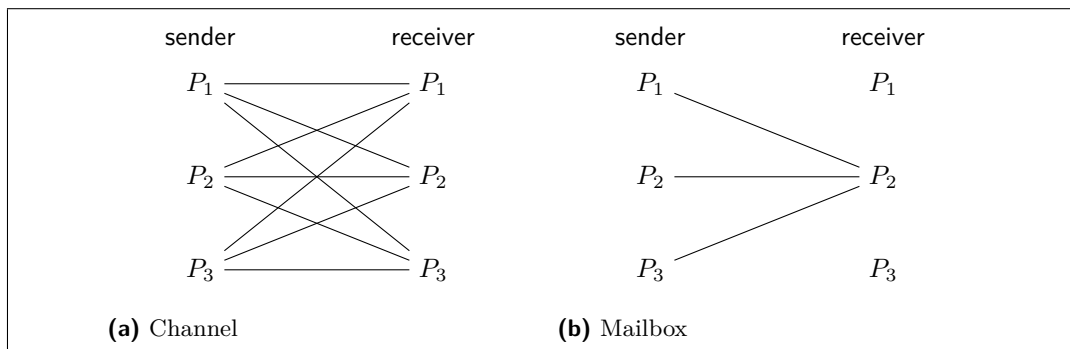 sender receiver sender receiver
P1 P1 P1 P1
P2 P2 P2 P2
P3 P3 P3 P3
(a) Channel (b) Mailbox